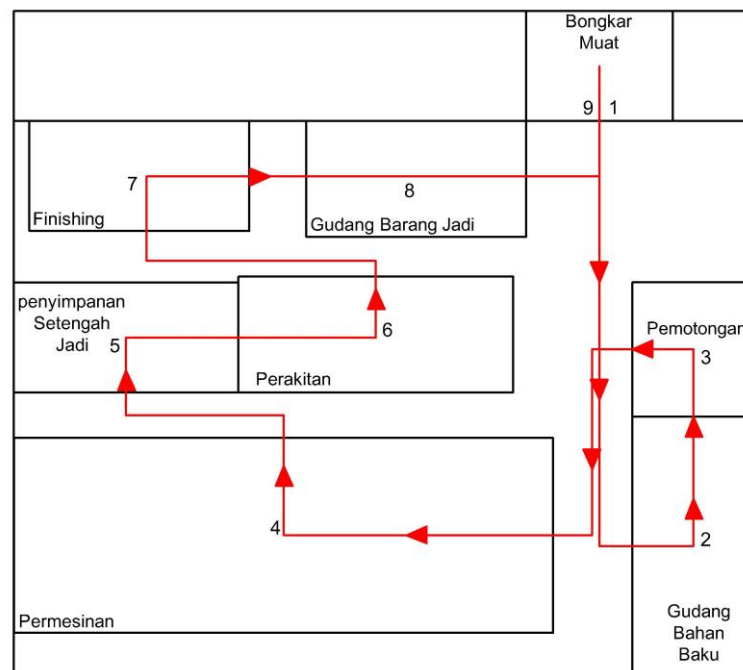 Bongkar
Muat
9 1
7
8
Finishing
Gudang Barang Jadi
penyimpanan
Setengah
Jadi
5
6
Perakitan
Pemotongan
3
4
2
Permesinan
Gudang
Bahan
Baku